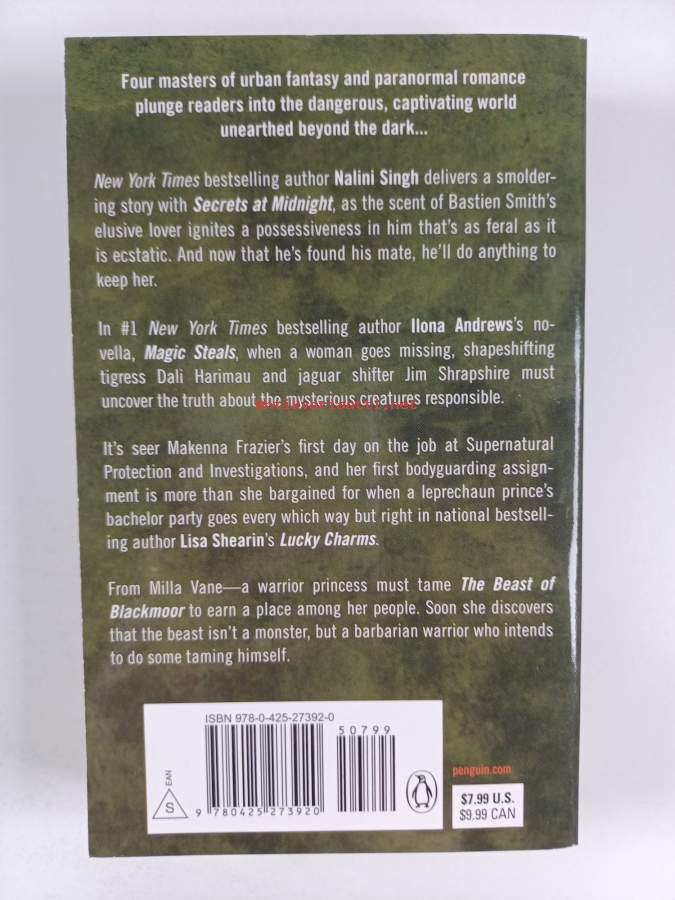 Four masters of urban fantasy and paranormal romance
plunge readers into the dangerous, captivating world
unearthed beyond the dark...
New York Times bestselling author Nalini Singh delivers a smolder-
ing story with Secrets at Midnight, as the scent of Bastien Smith's
elusive lover ignites a possessiveness in him that's as feral as it
is ecstatic. And now that he's found his mate, he'll do anything to
keep her.
In #1 New York Times bestselling author Ilona Andrews's no-
vella, Magic Steals, when a woman goes missing, shapeshifting
tigress Dali Harimau and jaguar shifter Jim Shrapshire must
uncover the truth about the mysterious creatures responsible.
Antikvariaatti.net
It's seer Makenna Frazier's first day on the job at Supernatural
Protection and Investigations, and her first bodyguarding assign-
ment is more than she bargained for when a leprechaun prince's
bachelor party goes every which way but right in national bestsell-
ing author Lisa Shearin's Lucky Charms.
From Milla Vane—a warrior princess must tame The Beast of
Blackmoor to earn a place among her people. Soon she discovers
that the beast isn't a monster, but a barbarian warrior who intends
to do some taming himself.
ISBN 978-0-425-27392-0
50799
EAN
S
9 780425 273920
penguin.com
$7.99 U.S.
$9.99 CAN